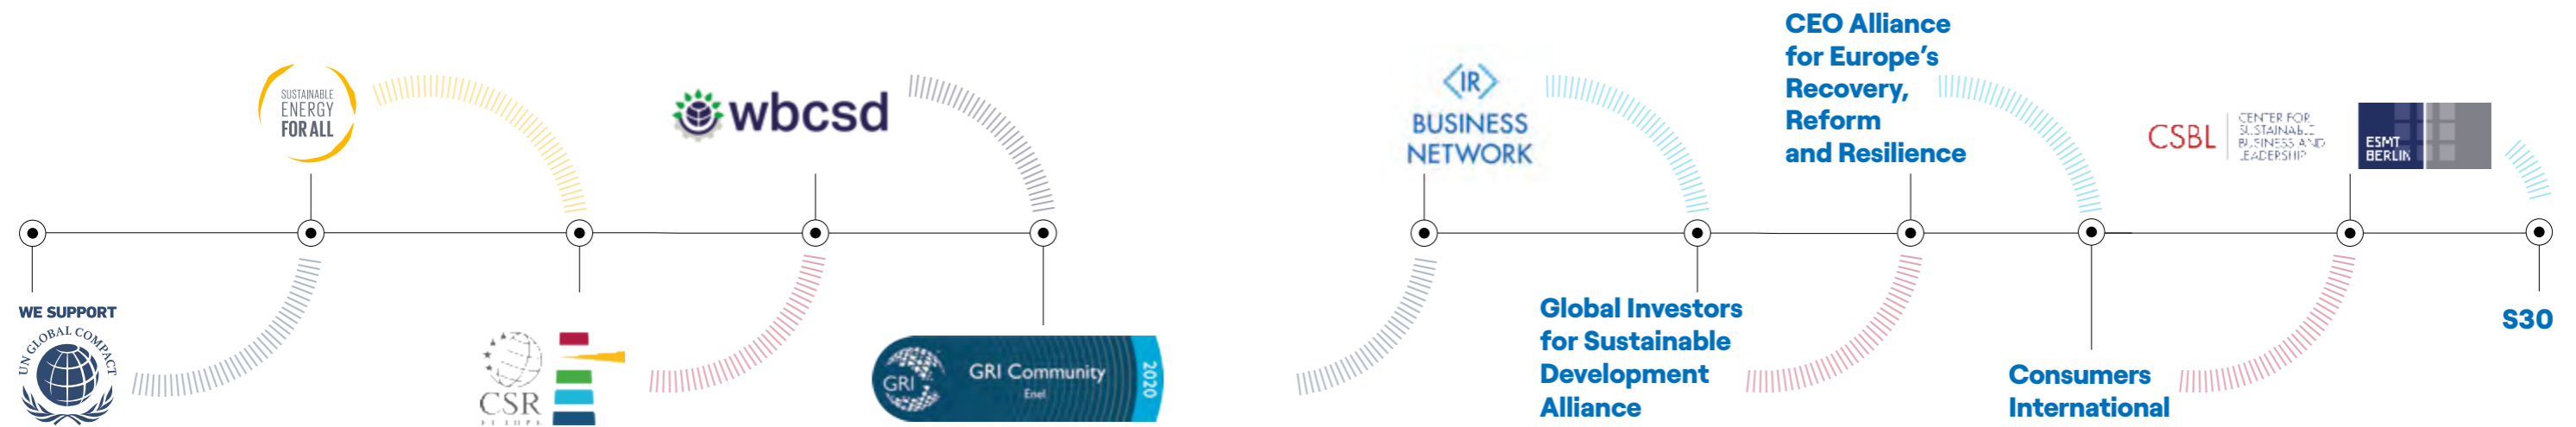 WE SUPPORT
UN GLOBAL COMPACT
SUSTAINABLE
ENERGY
FOR ALL
CSR
wbcsd
GRI
GRI Community
Enel
2020
<IR>
BUSINESS
NETWORK
Global Investors
for Sustainable
Development
Alliance
CEO Alliance
for Europe’s
Recovery,
Reform
and Resilience
Consumers
International
CSBL
CENTER FOR
SUSTAINABLE
BUSINESS AND
LEADERSHIP
ESMT
BERLIN
S30